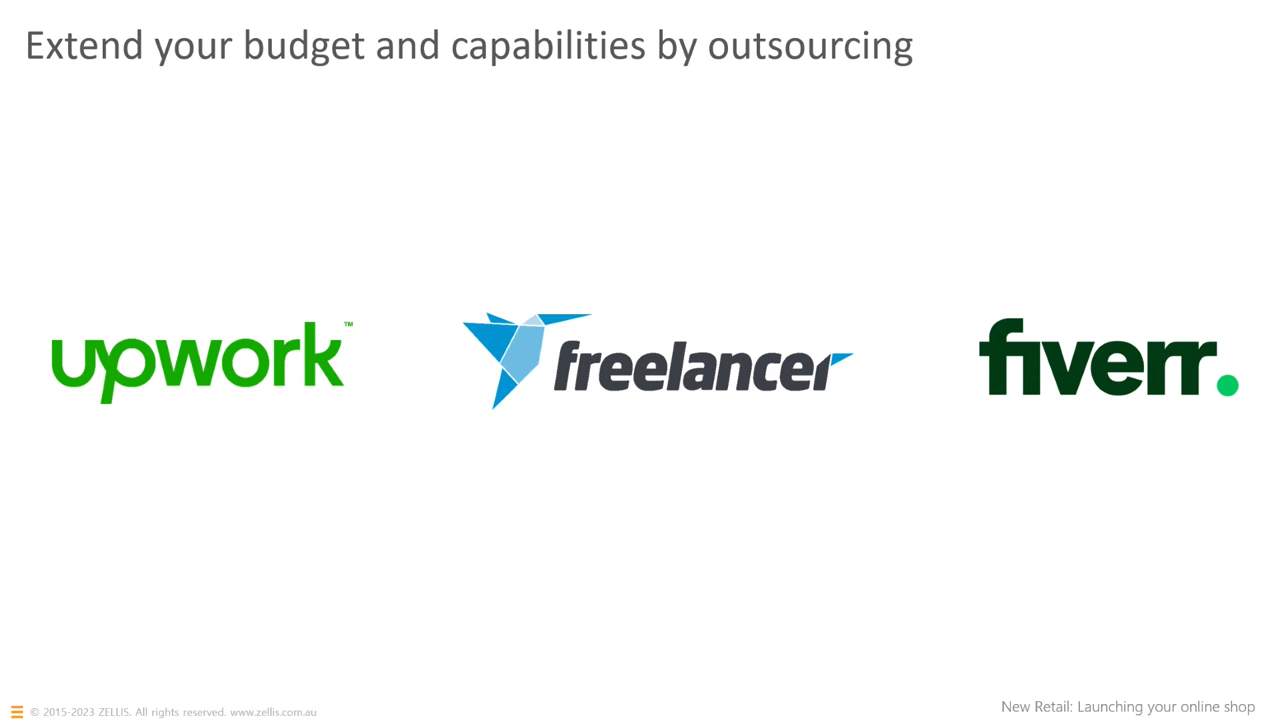 Extend your budget and capabilities by outsourcing
upwork™
freelancer
fiverr.
© 2015-2023 ZELLIS. All rights reserved. www.zellis.com.au
New Retail: Launching your online shop